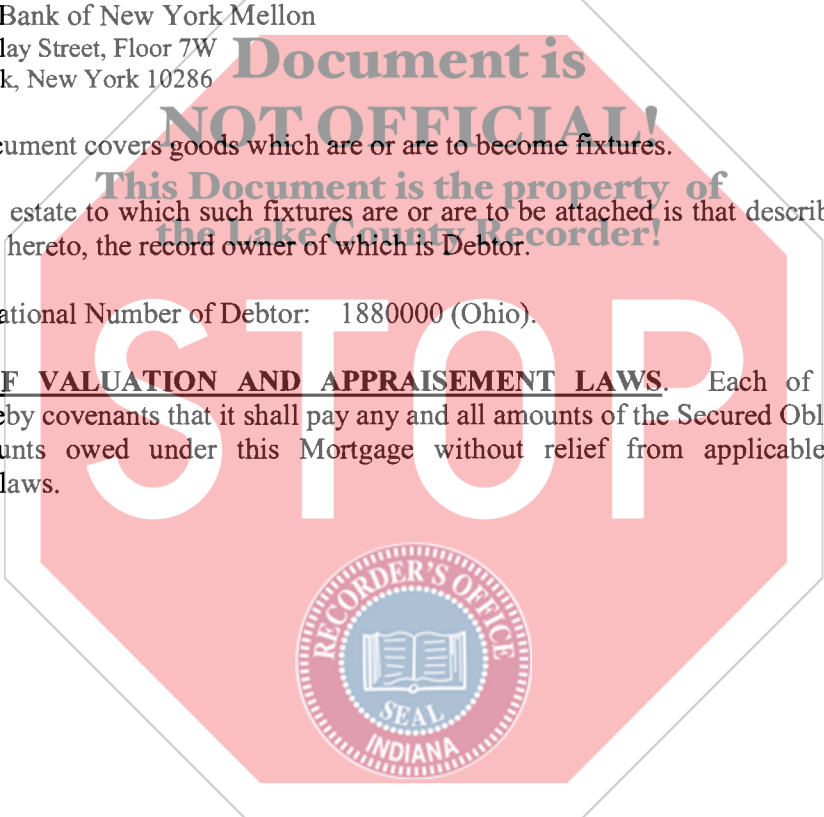 Bank of New York Mellon
lay Street, Floor 7W
k, New York 10286
Document is
NOT OFFICIAL!
cument covers goods which are or are to become fixtures.
This Document is the property of
estate to which such fixtures are or are to be attached is that describ
the Lake County Recorder!
hereto, the record owner of which is Debtor.
ational Number of Debtor: 1880000 (Ohio).
STOP
F VALUATION AND APPRAISEMENT LAWS. Each of
eby covenants that it shall pay any and all amounts of the Secured Obl
unts owed under this Mortgage without relief from applicable
laws.
RECORDER'S OFFICE
SEAL
INDIANA